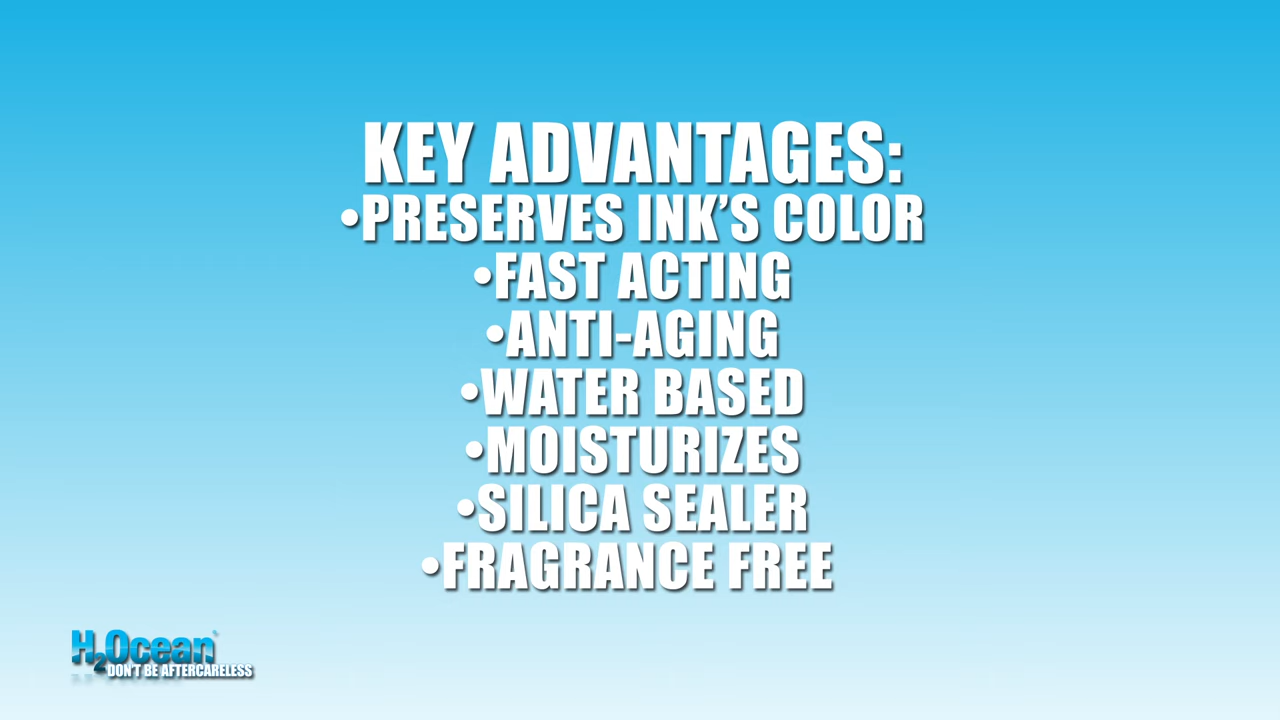 KEY ADVANTAGES:
•PRESERVES INK’S COLOR
•FAST ACTING
•ANTI-AGING
•WATER BASED
•MOISTURIZES
•SILICA SEALER
•FRAGRANCE FREE
H2Ocean
DON'T BE AFTERCARELESS